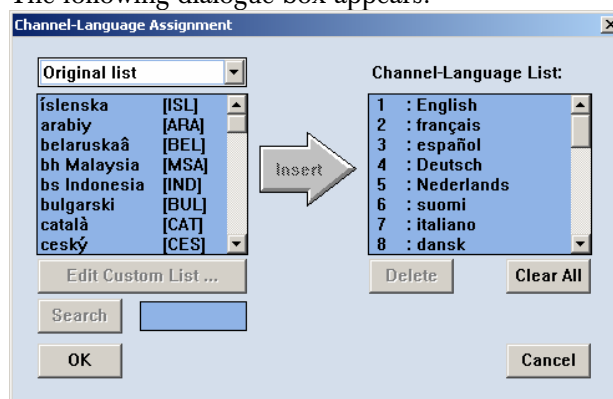 The following dialogue box appears:
Channel-Language Assignment
Original list
íslenska [ISL]
arabiy [ARA]
belaruskaâ [BEL]
bh Malaysia [MSA]
bs Indonesia [IND]
bulgarski [BUL]
català [CAT]
ceský [CES]
Edit Custom List ...
Search
OK
Insert
Channel-Language List:
1 : English
2 : français
3 : español
4 : Deutsch
5 : Nederlands
6 : suomi
7 : italiano
8 : dansk
Delete
Clear All
Cancel